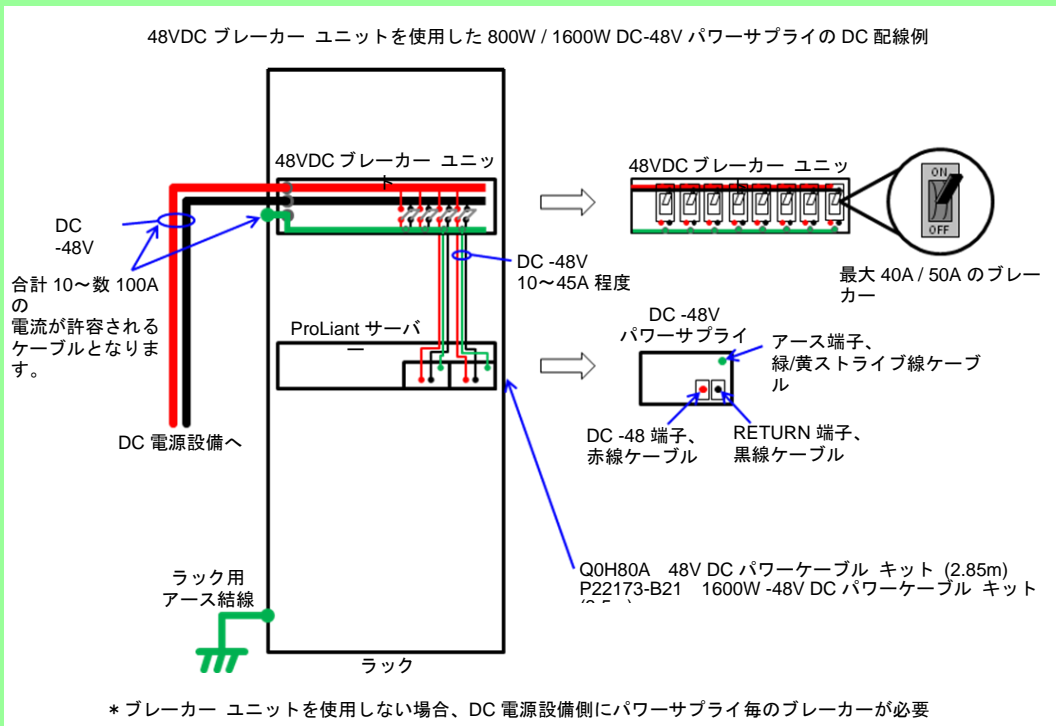 48VDC ブレーカー ユニットを使用した 800W / 1600W DC-48V パワーサプライの DC 配線例
48VDC ブレーカー ユニッ
ト
48VDC ブレーカー ユニッ
ト
ON
OFF
DC
-48V
合計 10～数 100A
の
電流が許容される
ケーブルとなりま
す。
DC -48V
10～45A 程度
最大 40A / 50A のブレー
カー
ProLiant サーバ
ー
DC -48V
パワーサプライ
アース端子、
緑/黄ストライブ線ケーブ
ル
DC 電源設備へ
DC -48 端子、
赤線ケーブル
RETURN 端子、
黒線ケーブル
Q0H80A 48V DC パワーケーブル キット (2.85m)
P22173-B21 1600W -48V DC パワーケーブル キット
ラック用
アース結線
ラック
* ブレーカー ユニットを使用しない場合、DC 電源設備側にパワーサプライ毎のブレーカーが必要